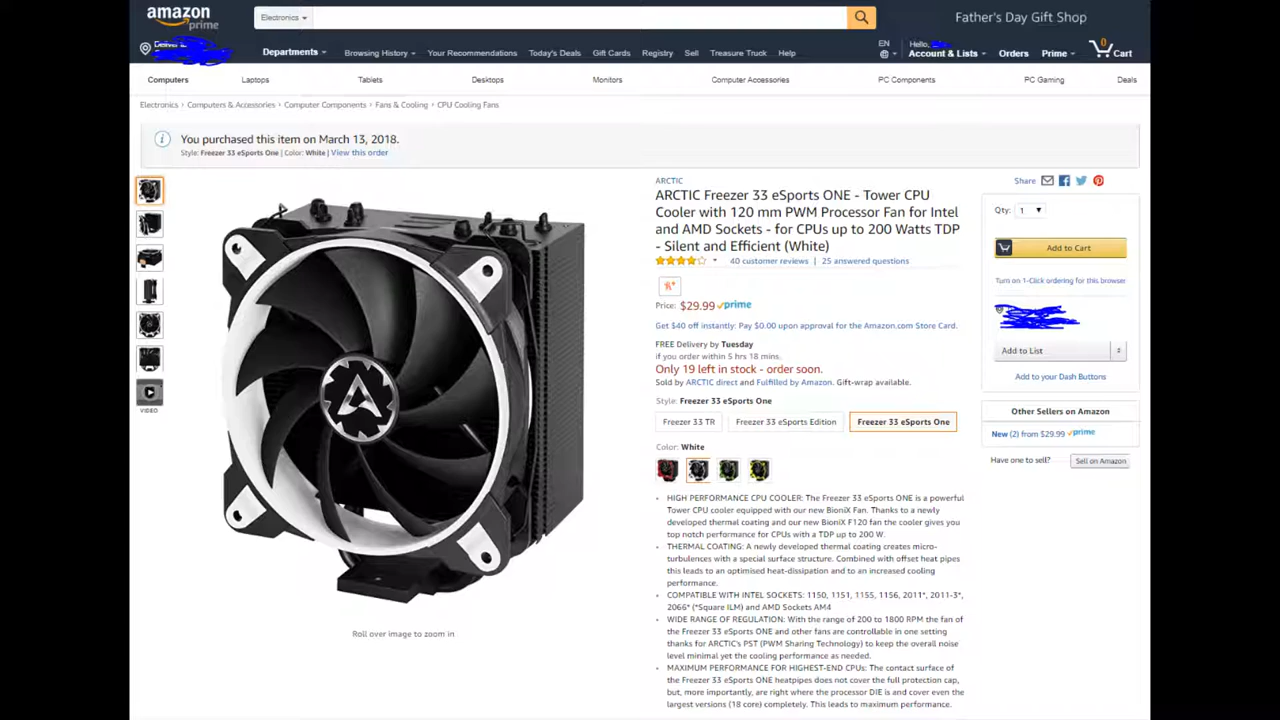 amazon
prime
Electronics
Father's Day Gift Shop
Deliver
Departments
Browsing History
Your Recommendations
Today's Deals
Gift Cards
Registry
Sell
Treasure Truck
Help
EN
Hello,
Account & Lists
Orders
Prime
0
Cart
Computers
Laptops
Tablets
Desktops
Monitors
Computer Accessories
PC Components
PC Gaming
Deals
Electronics › Computers & Accessories › Computer Components › Fans & Cooling › CPU Cooling Fans
You purchased this item on March 13, 2018.
Style: Freezer 33 eSports One | Color: White | View this order
VIDEO
Roll over image to zoom in
ARCTIC
ARCTIC Freezer 33 eSports ONE - Tower CPU
Cooler with 120 mm PWM Processor Fan for Intel
and AMD Sockets - for CPUs up to 200 Watts TDP
- Silent and Efficient (White)
40 customer reviews | 25 answered questions
Price: $29.99 prime
Get $40 off instantly: Pay $0.00 upon approval for the Amazon.com Store Card.
FREE Delivery by Tuesday
if you order within 5 hrs 18 mins.
Only 19 left in stock - order soon.
Sold by ARCTIC direct and Fulfilled by Amazon. Gift-wrap available.
Style: Freezer 33 eSports One
Freezer 33 TR
Freezer 33 eSports Edition
Freezer 33 eSports One
Color: White
• HIGH PERFORMANCE CPU COOLER: The Freezer 33 eSports ONE is a powerful
Tower CPU cooler equipped with our new BioniX Fan. Thanks to a newly
developed thermal coating and our new BioniX F120 fan the cooler gives you
top notch performance for CPUs with a TDP up to 200 W.
• THERMAL COATING: A newly developed thermal coating creates micro-
turbulences with a special surface structure. Combined with offset heat pipes
this leads to an optimised heat-dissipation and to an increased cooling
performance.
• COMPATIBLE WITH INTEL SOCKETS: 1150, 1151, 1155, 1156, 2011*, 2011-3*,
2066* (*Square ILM) and AMD Sockets AM4
• WIDE RANGE OF REGULATION: With the range of 200 to 1800 RPM the fan of
the Freezer 33 eSports ONE and other fans are controllable in one setting
thanks for ARCTIC's PST (PWM Sharing Technology) to keep the overall noise
level minimal yet the cooling performance as needed.
• MAXIMUM PERFORMANCE FOR HIGHEST-END CPUs: The contact surface of
the Freezer 33 eSports ONE heatpipes does not cover the full protection cap,
but, more importantly, are right where the processor DIE is and cover even the
largest versions (18 core) completely. This leads to maximum performance.
Share
Qty: 1
Add to Cart
Turn on 1-Click ordering for this browser
Add to List
Add to your Dash Buttons
Other Sellers on Amazon
New (2) from $29.99 prime
Have one to sell?
Sell on Amazon